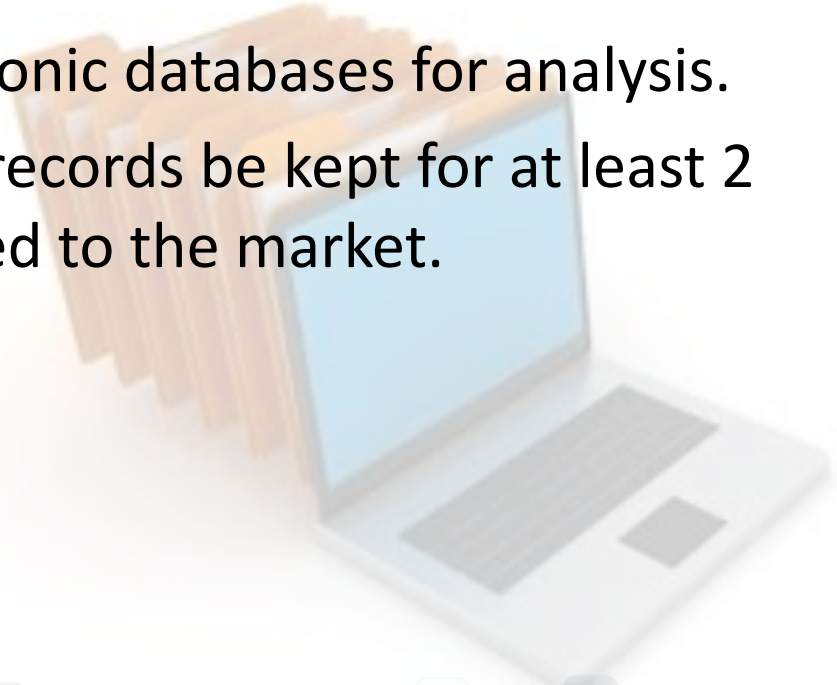 onic databases for analysis.
records be kept for at least 2
ed to the market.